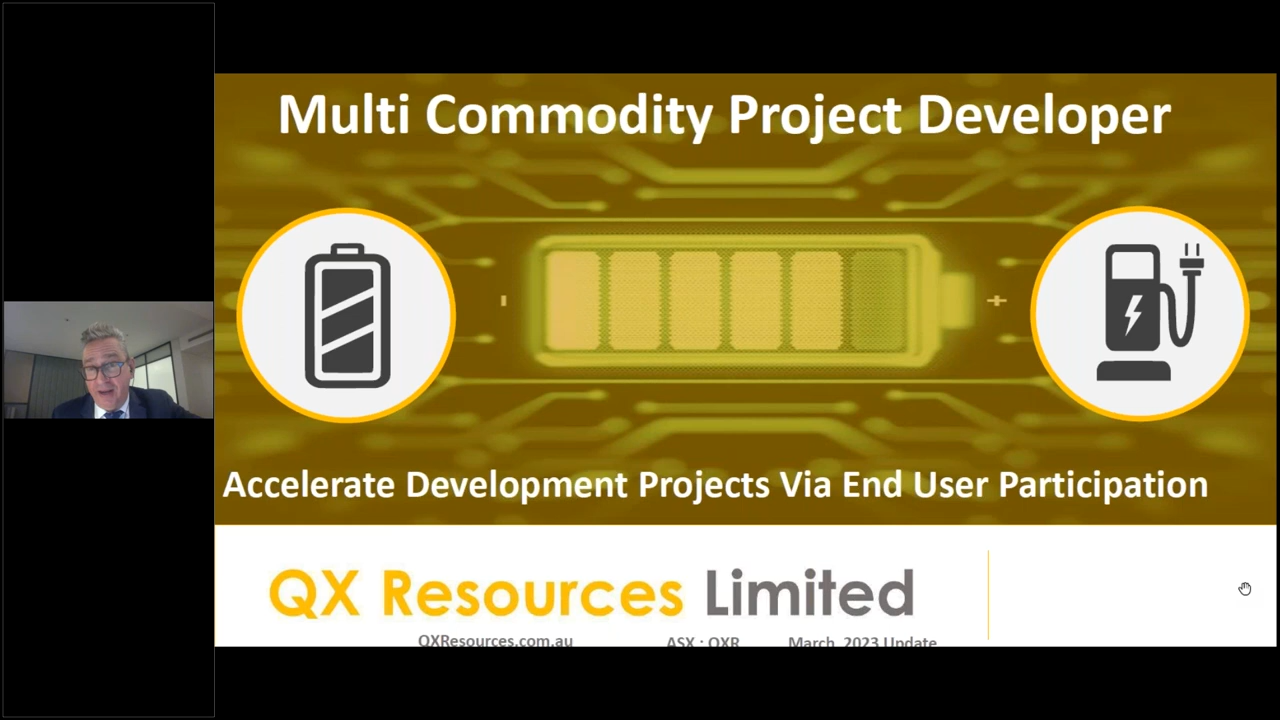 Multi Commodity Project Developer
Accelerate Development Projects Via End User Participation
QX Resources Limited
QXResources.com.au ASX : QXR March 2023 Update